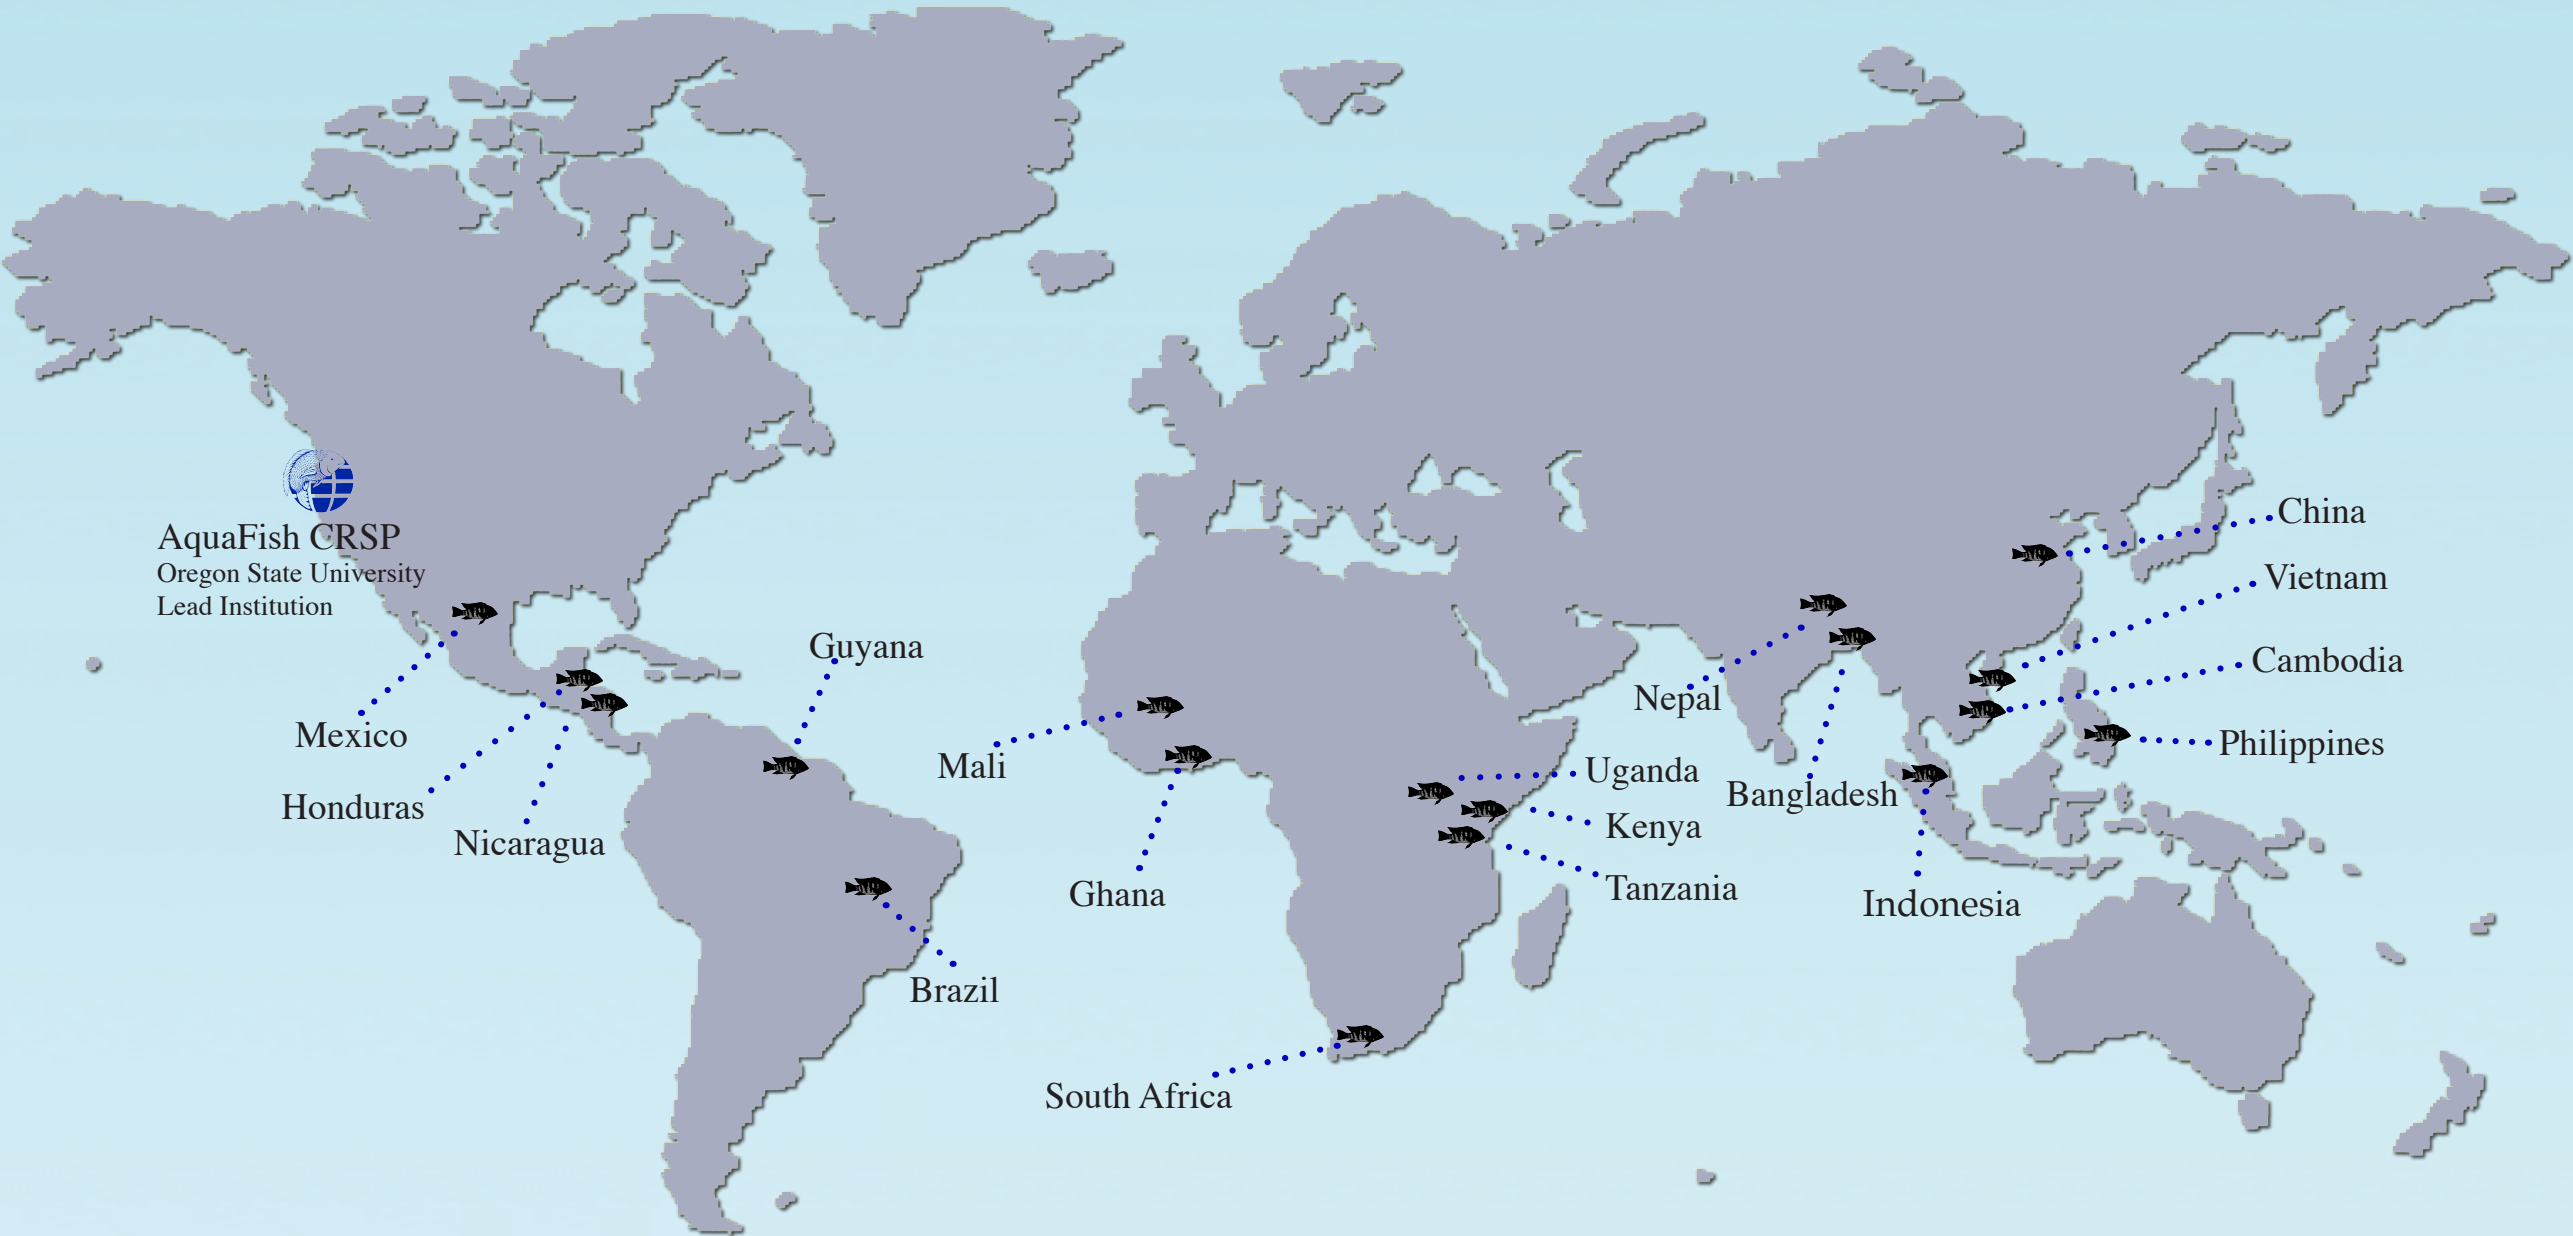 AquaFish CRSP
Oregon State University
Lead Institution
Mexico
Honduras
Nicaragua
Guyana
Brazil
Mali
Ghana
South Africa
Uganda
Kenya
Tanzania
Nepal
Bangladesh
Indonesia
China
Vietnam
Cambodia
Philippines